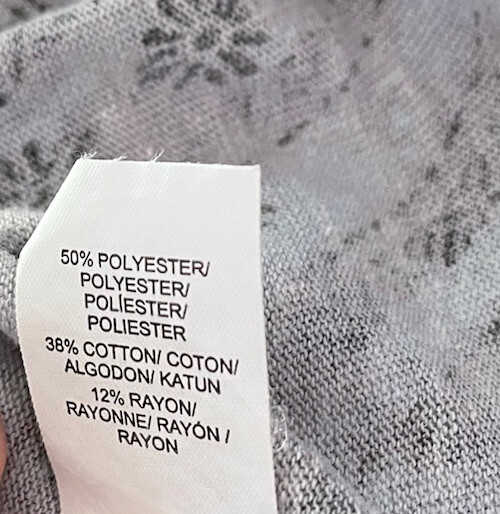 50% POLYESTER/
POLYESTER/
POLÍESTER/
POLIESTER
38% COTTON/ COTON/
ALGODON/ KATUN
12% RAYON/
RAYONNE/ RAYÓN /
RAYON